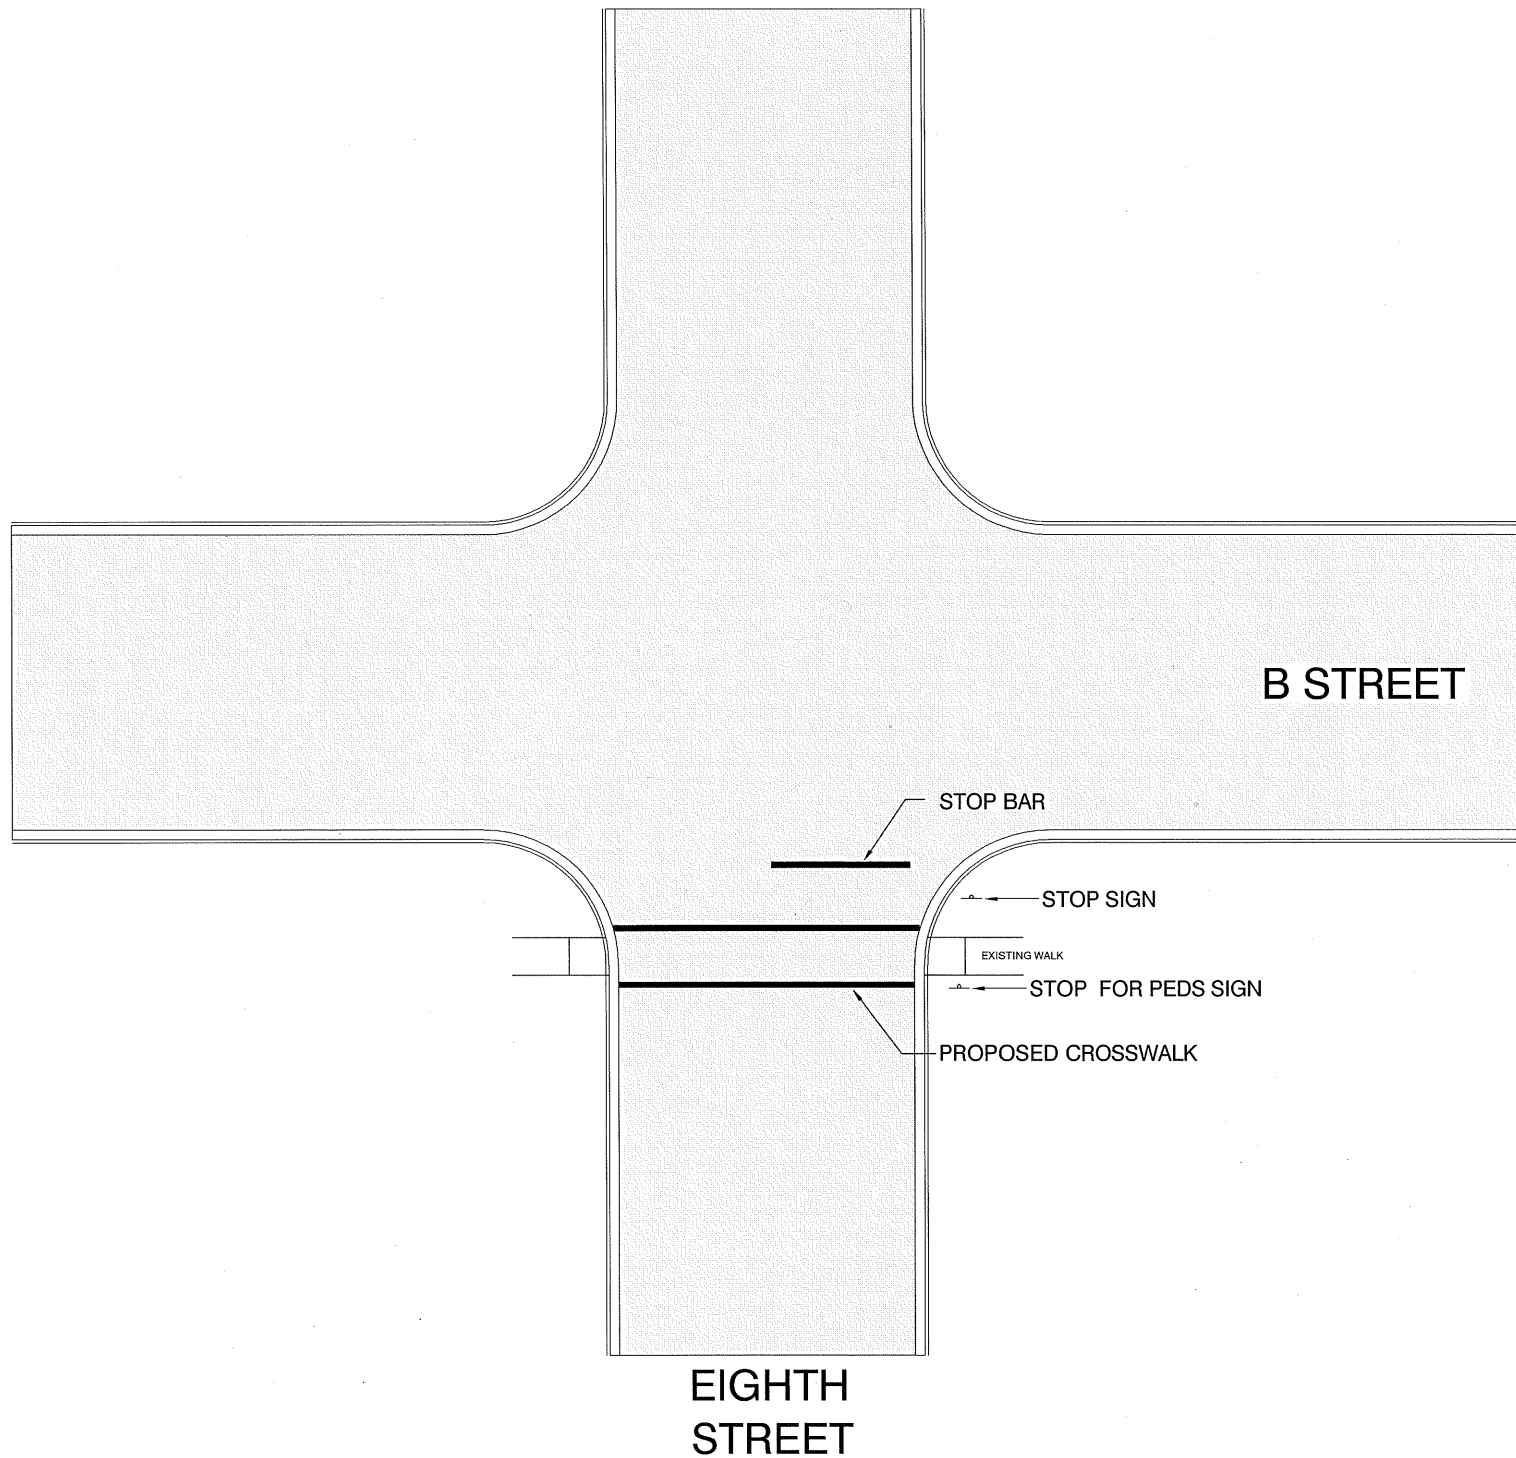 B STREET
STOP BAR
STOP SIGN
EXISTING WALK
STOP FOR PEDS SIGN
PROPOSED CROSSWALK
EIGHTH
STREET